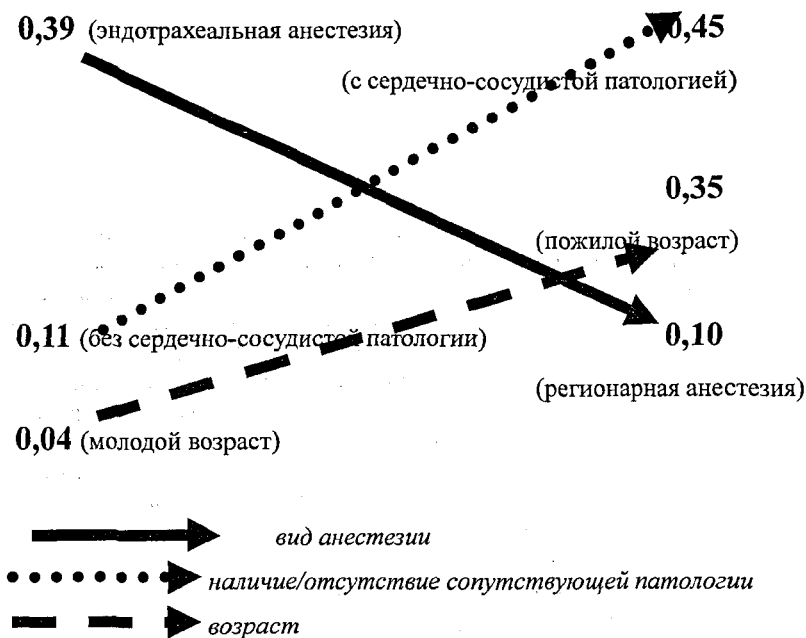 0,39 (эндотрахеальная анестезия)
0,45
(с сердечно-сосудистой патологией)
0,35
(пожилой возраст)
0,11 (без сердечно-сосудистой патологии)
0,10
(регионарная анестезия)
0,04 (молодой возраст)
вид анестезии
наличие/отсутствие сопутствующей патологии
возраст